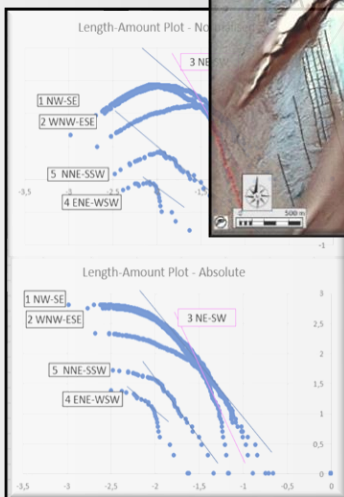 Length-Amount Plot - No
3 NE
1 NW-SE
2 WNW-ESE
5 NNE-SSW
4 ENE-WSW
-3,5
-3
-2,5
-2
-1
0
500 m
Length-Amount Plot - Absolute
1 NW-SE
3 NE-SW
2 WNW-ESE
5 NNE-SSW
4 ENE-WSW
3
2,5
2
1,5
1
0,5
0
-3,5
-3
-2,5
-2
-1,5
-1
-0,5
0